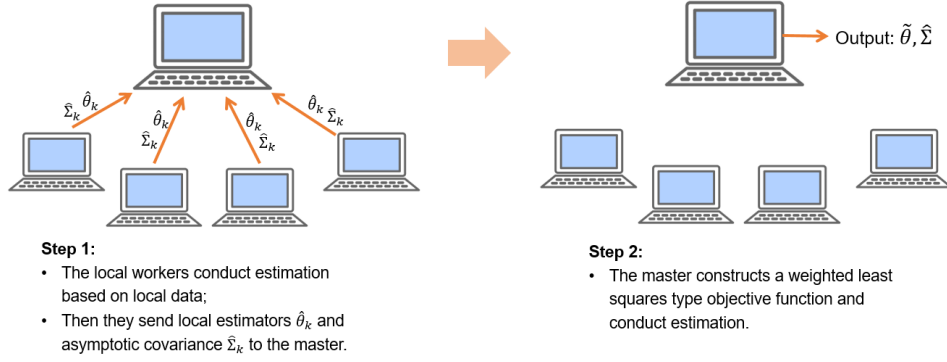 Output: θ̃, Σ̂
Σ̂ₖ θ̂ₖ
θ̂ₖ
Σ̂ₖ
θ̂ₖ
Σ̂ₖ
θ̂ₖ Σ̂ₖ
Step 1:
• The local workers conduct estimation
based on local data;
• Then they send local estimators θ̂ₖ and
asymptotic covariance Σ̂ₖ to the master.
Step 2:
• The master constructs a weighted least
squares type objective function and
conduct estimation.